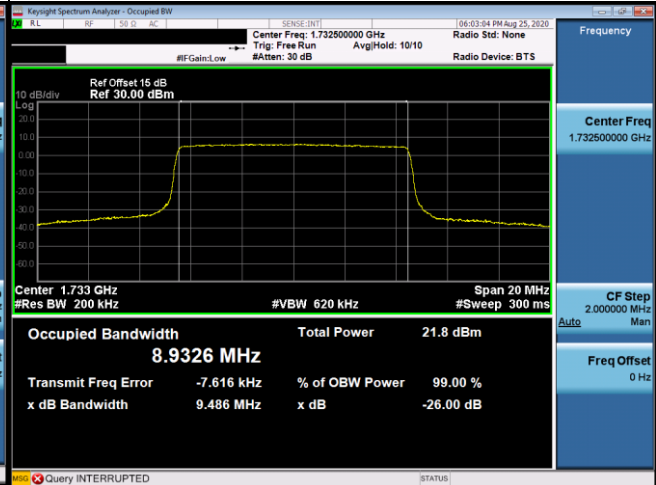 Keysight Spectrum Analyzer - Occupied BW
RL RF 50 Ω AC SENSE:INT 06:03:04 PM Aug 25, 2020
Center Freq: 1.732500000 GHz Radio Std: None
Trig: Free Run Avg|Hold: 10/10
#IFGain:Low #Atten: 30 dB Radio Device: BTS
Frequency
Ref Offset 15 dB
10 dB/div Ref 30.00 dBm
Log
20.0
10.0
0.00
-10.0
-20.0
-30.0
-40.0
-50.0
-60.0
Center Freq
1.732500000 GHz
Center 1.733 GHz Span 20 MHz
#Res BW 200 kHz #VBW 620 kHz #Sweep 300 ms
CF Step
2.000000 MHz
Auto Man
Occupied Bandwidth Total Power 21.8 dBm
8.9326 MHz
Transmit Freq Error -7.616 kHz % of OBW Power 99.00 %
x dB Bandwidth 9.486 MHz x dB -26.00 dB
Freq Offset
0 Hz
MSG Query INTERRUPTED STATUS